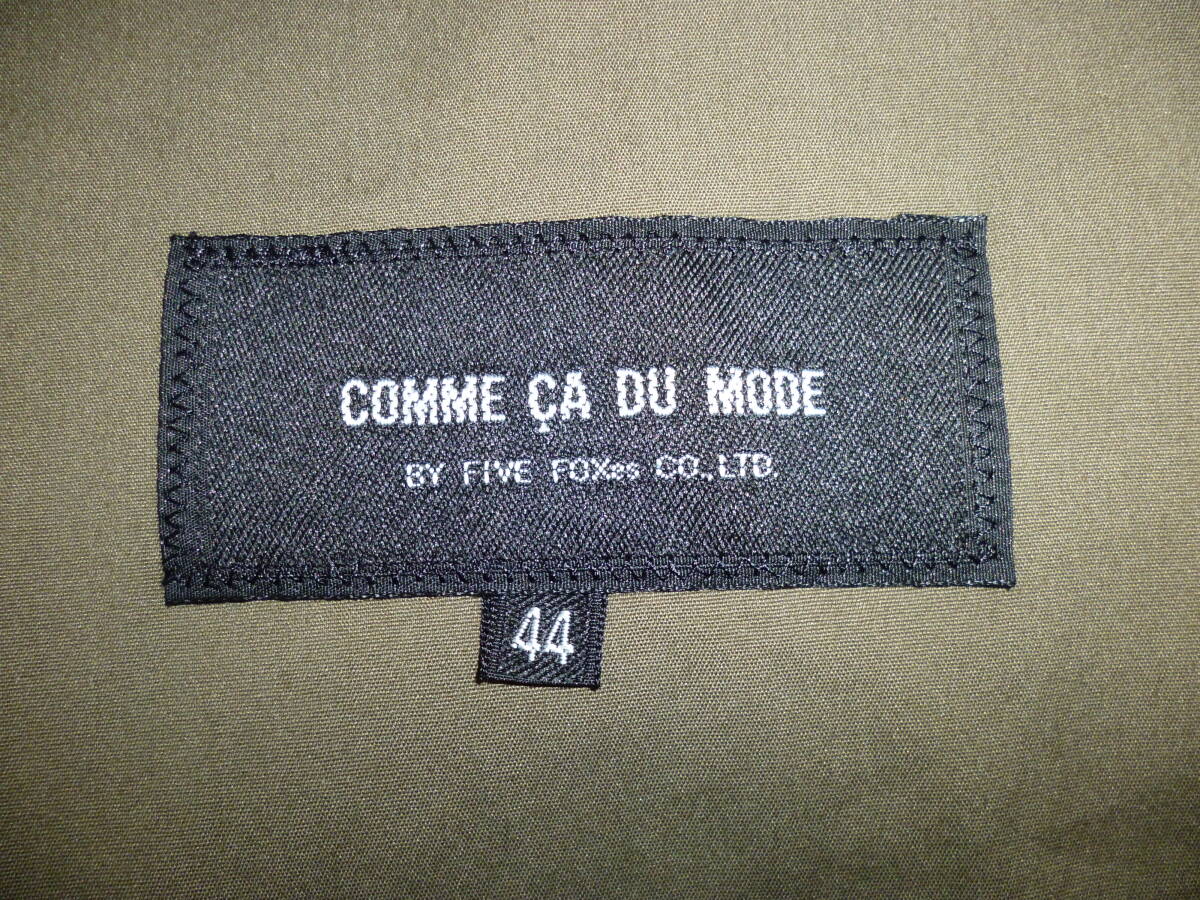 COMME ÇA DU MODE
BY FIVE FOXes CO.,LTD.
44